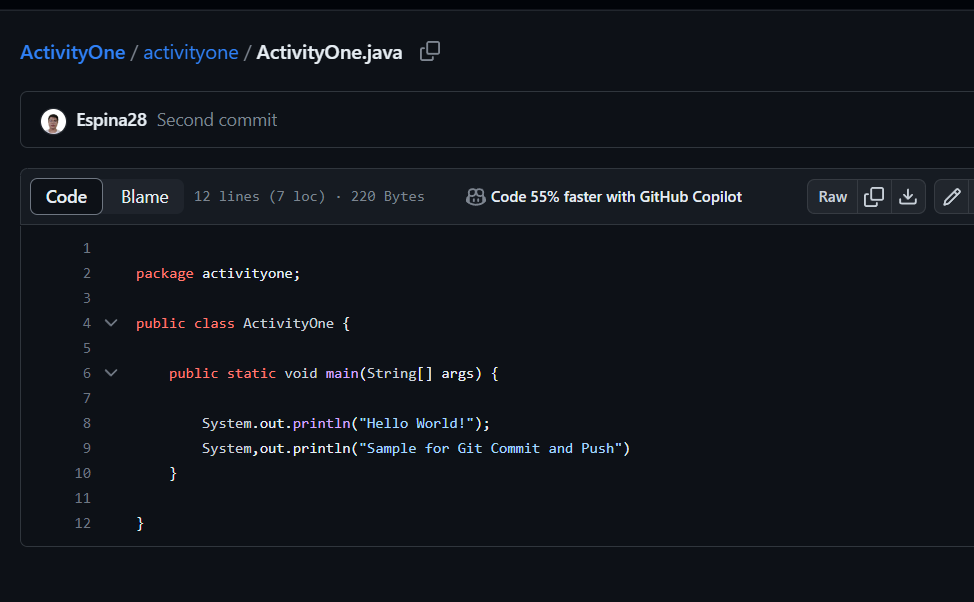 ActivityOne / activityone / ActivityOne.java
Espina28 Second commit
Code Blame 12 lines (7 loc) · 220 Bytes Code 55% faster with GitHub Copilot Raw
1
2 package activityone;
3
4 public class ActivityOne {
5
6 public static void main(String[] args) {
7
8 System.out.println("Hello World!");
9 System,out.println("Sample for Git Commit and Push")
10 }
11
12 }